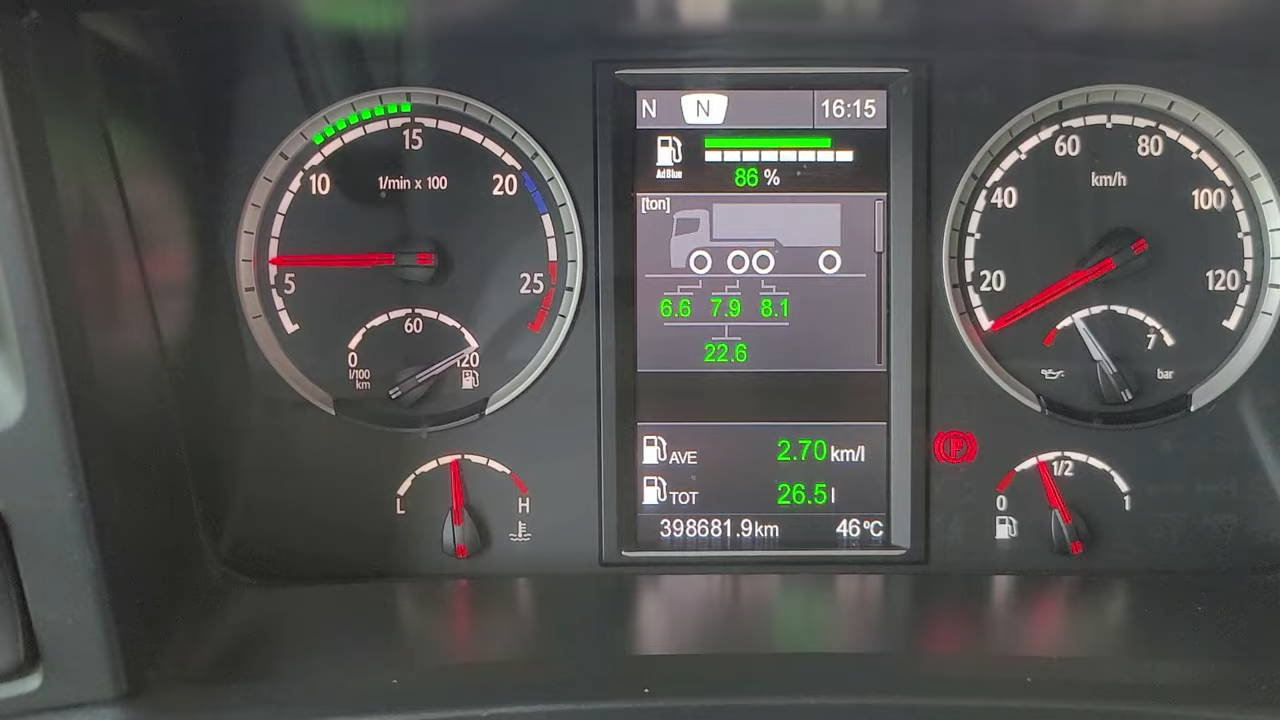 N N 16:15
AdBlue
86 %
[ton]
6.6 7.9 8.1
22.6
AVE 2.70 km/l
TOT 26.5 l
398681.9km 46°C
5 10 15 20 25
1/min x 100
0 60 120
l/100
km
L H
20 40 60 80 100 120
km/h
7
bar
(P)
0 1/2 1